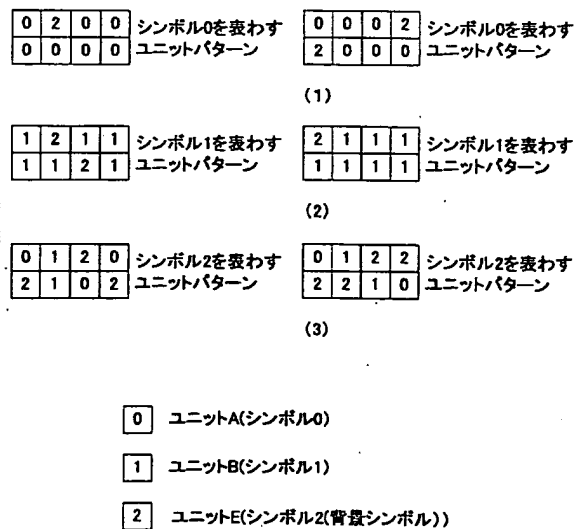 0 2 0 0 シンボル0を表わす
0 0 0 0 ユニットパターン
0 0 0 2 シンボル0を表わす
2 0 0 0 ユニットパターン
(1)
1 2 1 1 シンボル1を表わす
1 1 2 1 ユニットパターン
2 1 1 1 シンボル1を表わす
1 1 1 1 ユニットパターン
(2)
0 1 2 0 シンボル2を表わす
2 1 0 2 ユニットパターン
0 1 2 2 シンボル2を表わす
2 2 1 0 ユニットパターン
(3)
0 ユニットA(シンボル0)
1 ユニットB(シンボル1)
2 ユニットE(シンボル2(背景シンボル))